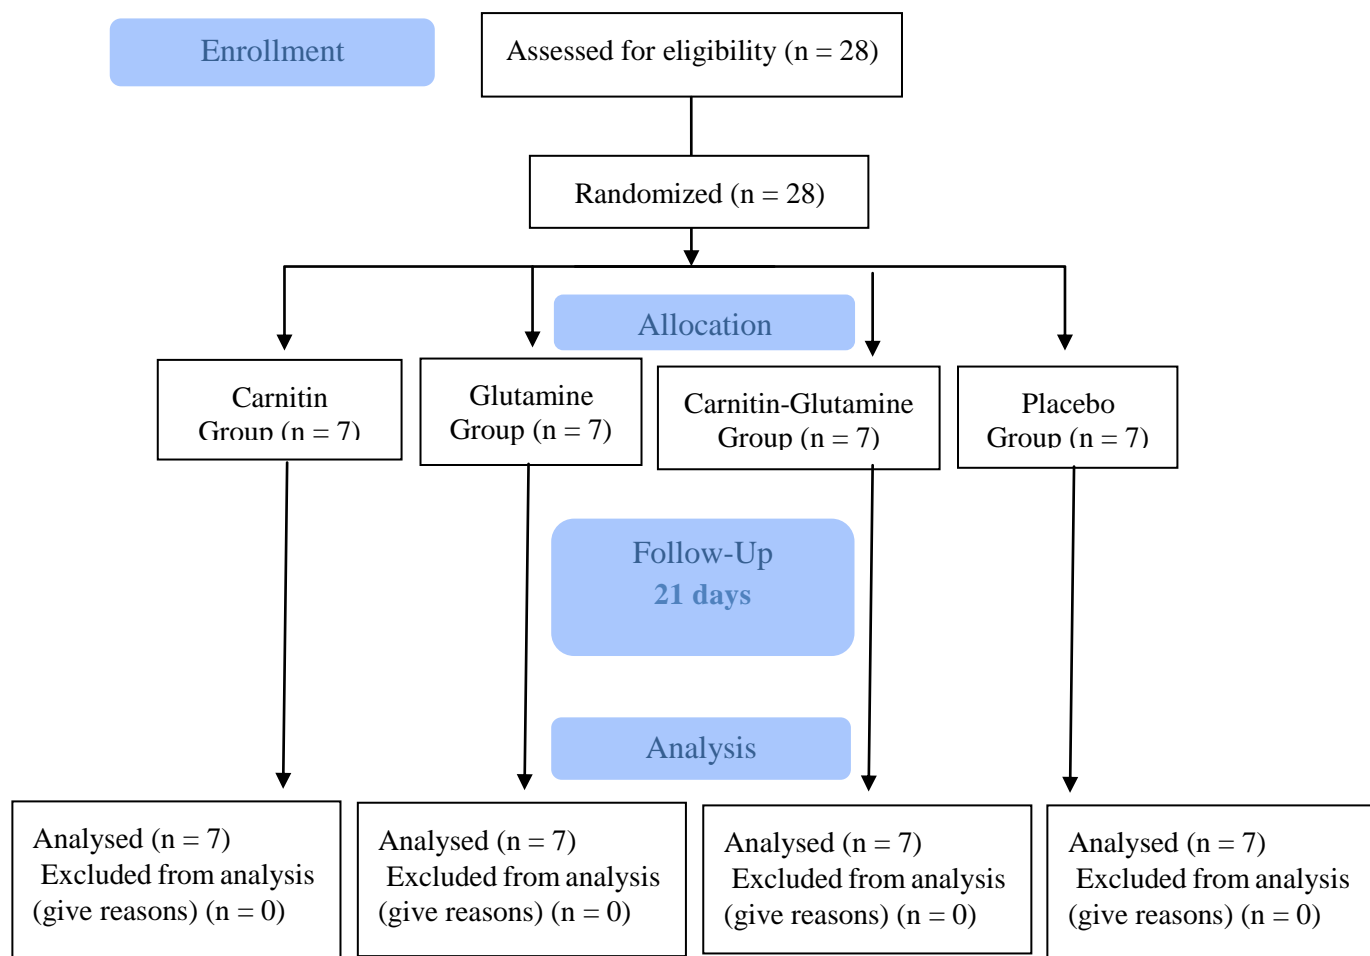 Enrollment
Assessed for eligibility (n = 28)
Randomized (n = 28)
Allocation
Carnitin
Group (n = 7)
Glutamine
Group (n = 7)
Carnitin-Glutamine
Group (n = 7)
Placebo
Group (n = 7)
Follow-Up
21 days
Analysis
Analysed (n = 7)
Excluded from analysis
(give reasons) (n = 0)
Analysed (n = 7)
Excluded from analysis
(give reasons) (n = 0)
Analysed (n = 7)
Excluded from analysis
(give reasons) (n = 0)
Analysed (n = 7)
Excluded from analysis
(give reasons) (n = 0)